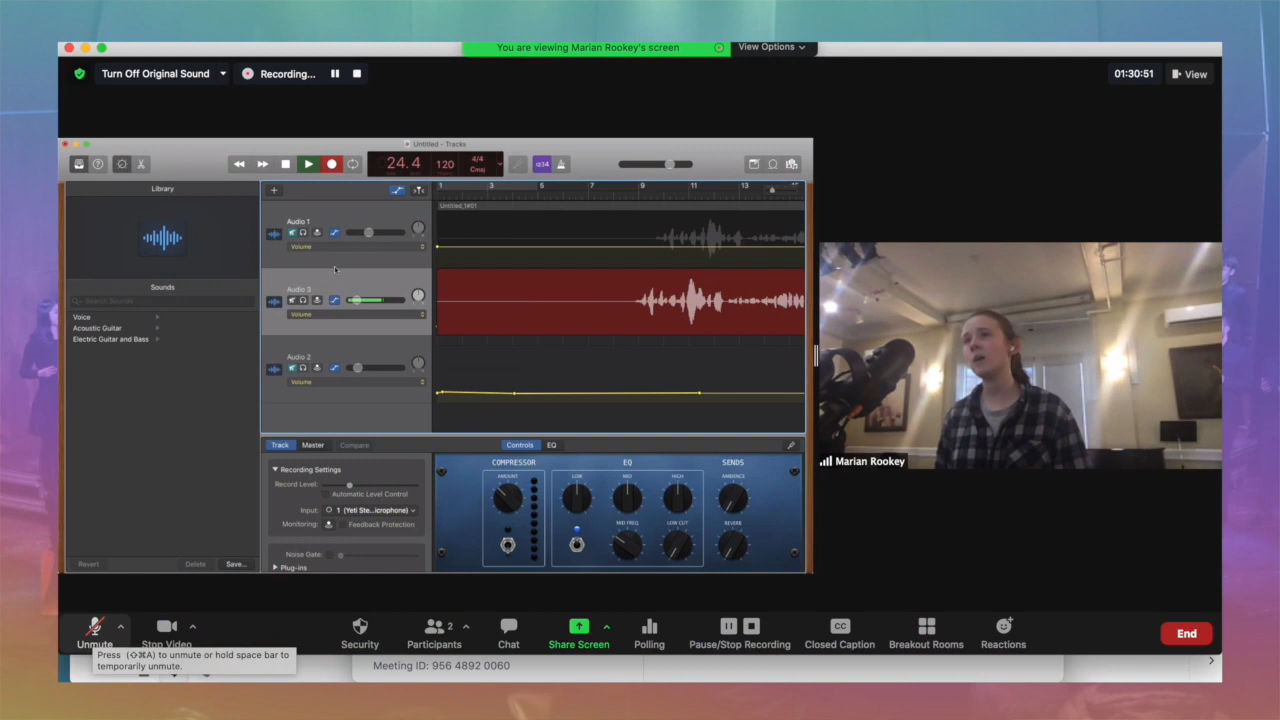 You are viewing Marian Rookey's screen
View Options
Turn Off Original Sound
Recording...
01:30:51
View
Untitled - Tracks
24.4
120
4/4
Cmaj
1234
Library
1 3 5 7 9 11 13
Untitled_1#01
Audio 1
Volume
Sounds
Search Sounds
Audio 3
Volume
Voice
Acoustic Guitar
Electric Guitar and Bass
Audio 2
Volume
Track Master Compare
Controls EQ
Recording Settings
Record Level:
Automatic Level Control
Input: 1 (Yeti Ste...icrophone)
Monitoring: Feedback Protection
Noise Gate:
Plug-ins
COMPRESSOR EQ SENDS
AMOUNT LOW MID HIGH AMBIENCE
MID FREQ. LOW CUT REVERB
Revert Delete Save...
Marian Rookey
Unmute
Stop Video
Security
Participants
2
Chat
Share Screen
Polling
Pause/Stop Recording
CC
Closed Caption
Breakout Rooms
Reactions
End
Press (⇧⌘A) to unmute or hold space bar to
temporarily unmute.
Meeting ID: 956 4892 0060